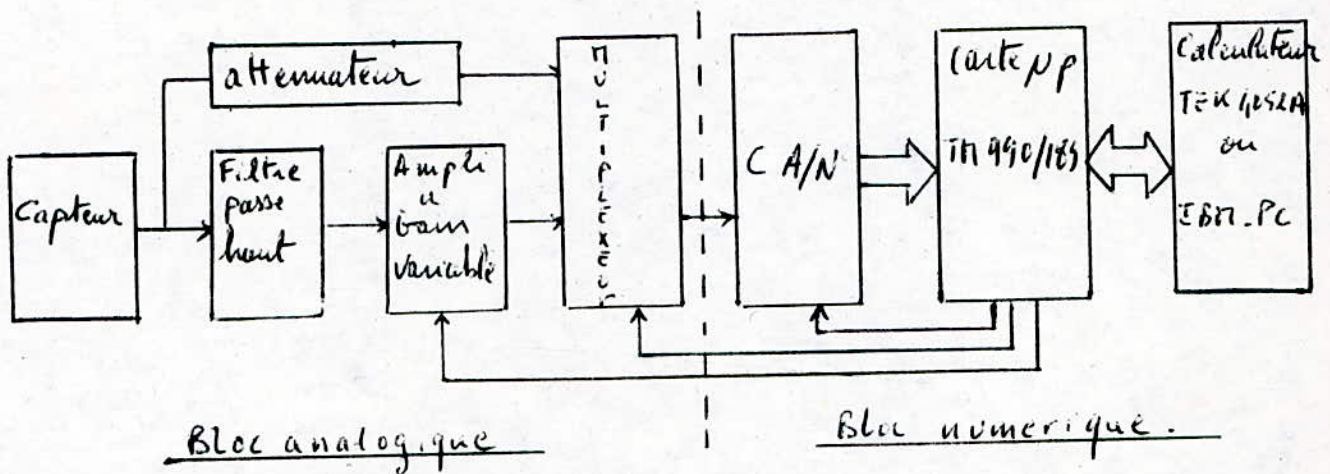 attenuateur
Capteur
Filtre
passe
haut
Ampli
a
Gain
variable
MULTIPLEXEUR
C A/N
Carte µp
TM 990/189
Calculateur
TEK 4052A
ou
IBM-PC
Bloc analogique
Bloc numerique.